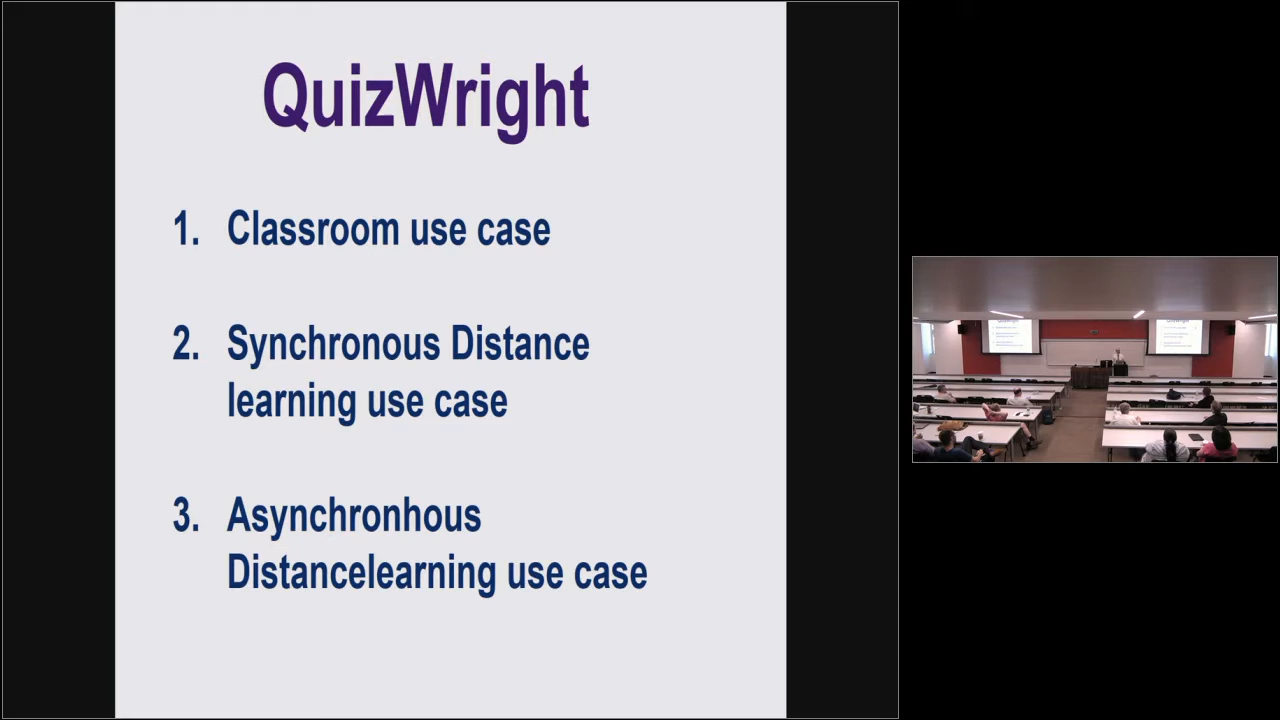 QuizWright
1. Classroom use case
2. Synchronous Distance
learning use case
3. Asynchronhous
Distancelearning use case